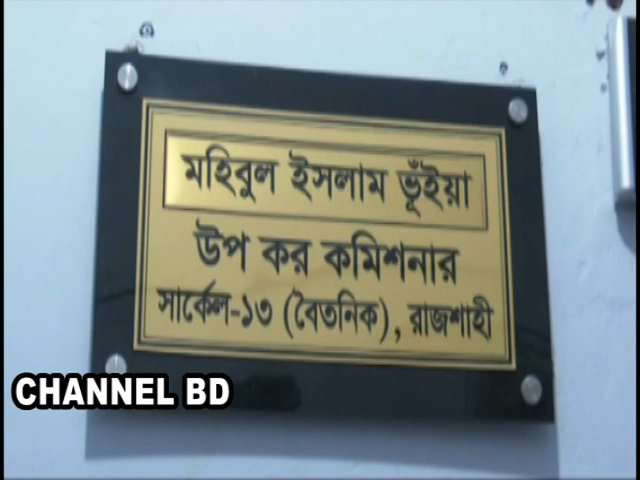 মহিবুল ইসলাম ভূঁইয়া
উপ কর কমিশনার
সার্কেল-১৩ (বৈতনিক), রাজশাহী
CHANNEL BD